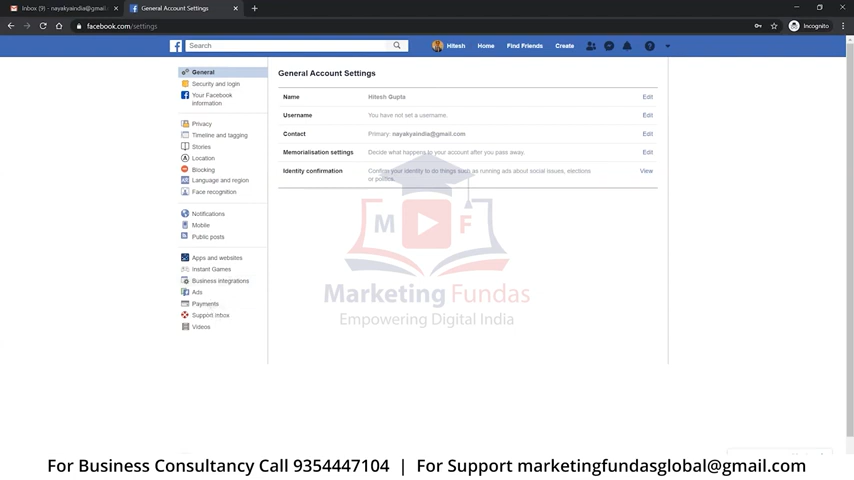 Inbox (9) - nayakyaindia@gmail
General Account Settings
facebook.com/settings
Incognito
Search
Hitesh
Home
Find Friends
Create
General
Security and login
Your Facebook
information
Privacy
Timeline and tagging
Stories
Location
Blocking
Language and region
Face recognition
Notifications
Mobile
Public posts
Apps and websites
Instant Games
Business integrations
Ads
Payments
Support Inbox
Videos
General Account Settings
Name Hitesh Gupta Edit
Username You have not set a username. Edit
Contact Primary: nayakyaindia@gmail.com Edit
Memorialisation settings Decide what happens to your account after you pass away. Edit
Identity confirmation Confirm your identity to do things such as running ads about social issues, elections View
or politics.
M F
Marketing Fundas
Empowering Digital India
For Business Consultancy Call 9354447104 | For Support marketingfundasglobal@gmail.com